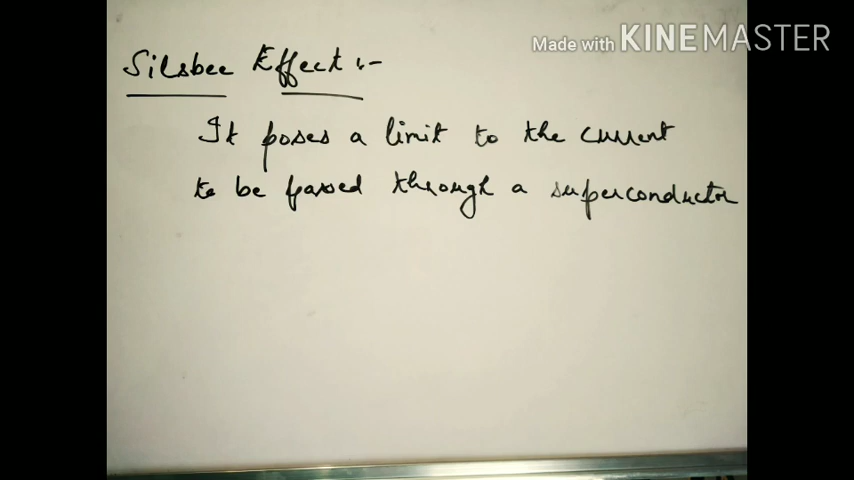 Made with KINEMASTER
Silsbee Effect :-
It poses a limit to the current
to be passed through a superconductor